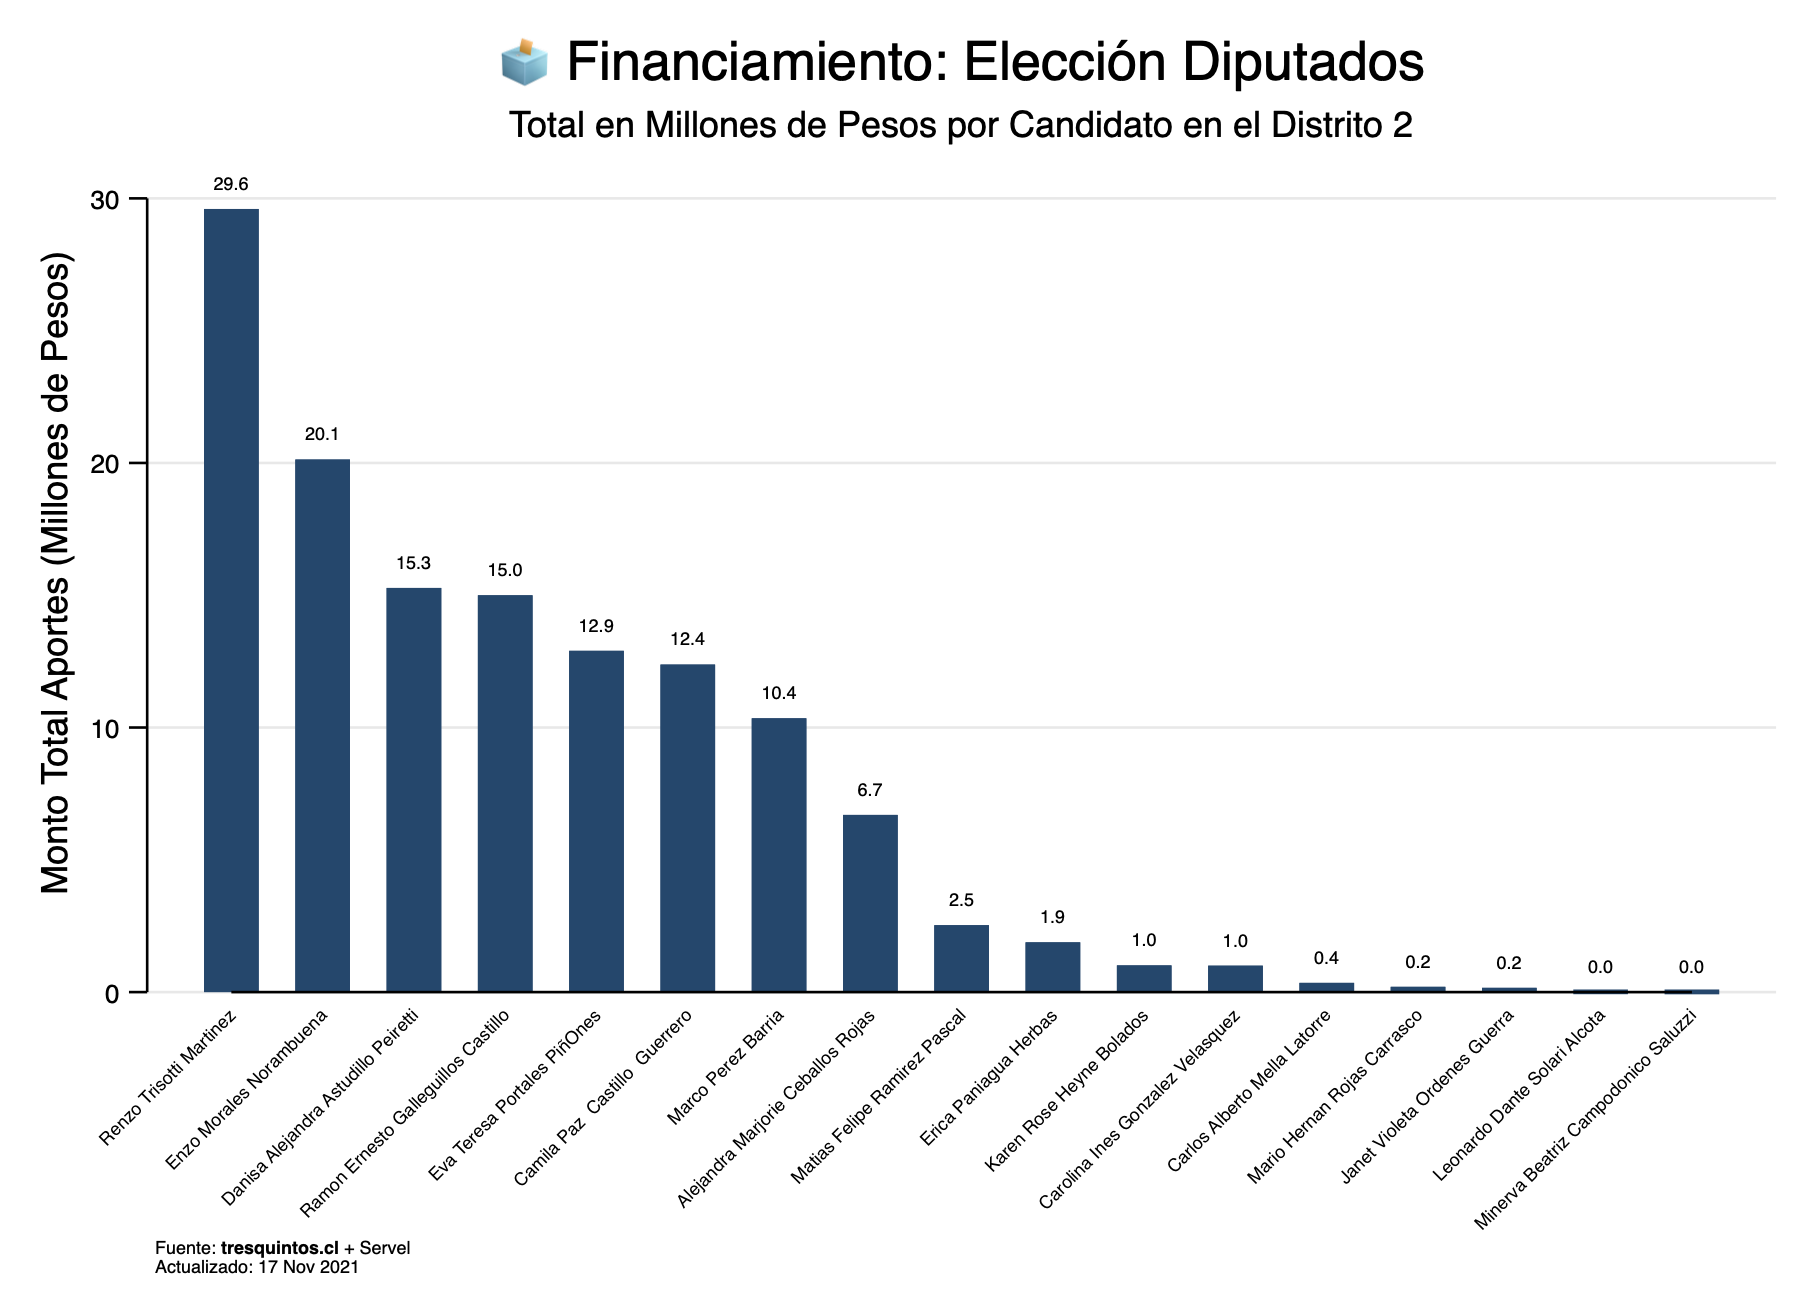 Financiamiento: Elección Diputados
Total en Millones de Pesos por Candidato en el Distrito 2
Monto Total Aportes (Millones de Pesos)
30
20
10
0
29.6
20.1
15.3
15.0
12.9
12.4
10.4
6.7
2.5
1.9
1.0
1.0
0.4
0.2
0.2
0.0
0.0
Renzo Trisotti Martinez
Enzo Morales Norambuena
Danisa Alejandra Astudillo Peiretti
Ramon Ernesto Galleguillos Castillo
Eva Teresa Portales PiñOnes
Camila Paz  Castillo  Guerrero
Marco Perez Barria
Alejandra Marjorie Ceballos Rojas
Matias Felipe Ramirez Pascal
Erica Paniagua Herbas
Karen Rose Heyne Bolados
Carolina Ines Gonzalez Velasquez
Carlos Alberto Mella Latorre
Mario Hernan Rojas Carrasco
Janet Violeta Ordenes Guerra
Leonardo Dante Solari Alcota
Minerva Beatriz Campodonico Saluzzi
Fuente: tresquintos.cl + Servel
Actualizado: 17 Nov 2021